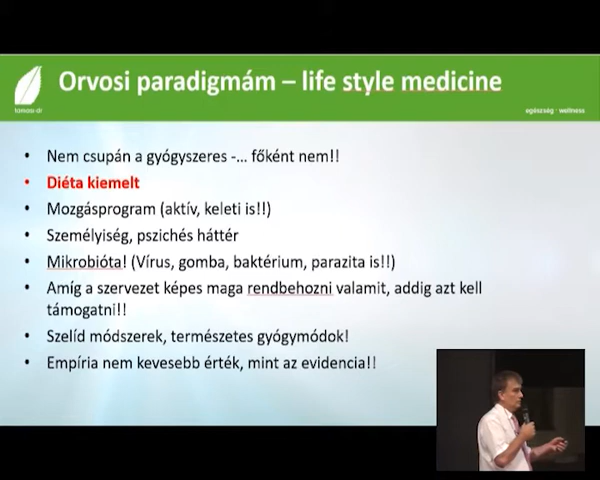 Orvosi paradigmám – life style medicine
tamasi-dr
egészség · wellness
• Nem csupán a gyógyszeres -... főként nem!!
• Diéta kiemelt
• Mozgásprogram (aktív, keleti is!!)
• Személyiség, pszichés háttér
• Mikrobióta! (Vírus, gomba, baktérium, parazita is!!)
• Amíg a szervezet képes maga rendbehozni valamit, addig azt kell
támogatni!!
• Szelíd módszerek, természetes gyógymódok!
• Empíria nem kevesebb érték, mint az evidencia!!